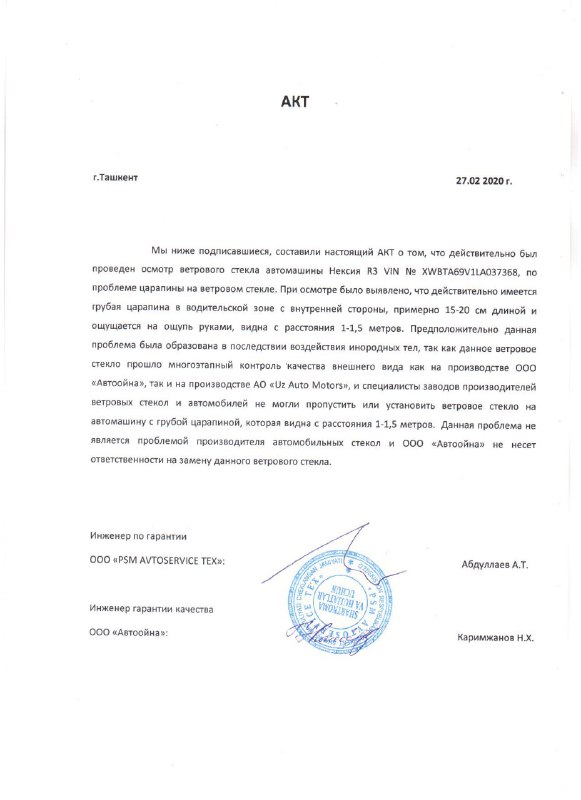 АКТ
г.Ташкент
27.02 2020 г.
Мы ниже подписавшиеся, составили настоящий АКТ о том, что действительно был
проведен осмотр ветрового стекла автомашины Нексия R3 VIN № XWBTA69V1LA037368, по
проблеме царапины на ветровом стекле. При осмотре было выявлено, что действительно имеется
грубая царапина в водительской зоне с внутренней стороны, примерно 15-20 см длиной и
ощущается на ощупь руками, видна с расстояния 1-1,5 метров. Предположительно данная
проблема была образована в последствии воздействия инородных тел, так как данное ветровое
стекло прошло многоэтапный контроль качества внешнего вида как на производстве ООО
«Автоойна», так и на производстве АО «Uz Auto Motors», и специалисты заводов производителей
ветровых стекол и автомобилей не могли пропустить или установить ветровое стекло на
автомашину с грубой царапиной, которая видна с расстояния 1-1,5 метров. Данная проблема не
является проблемой производителя автомобильных стекол и ООО «Автоойна» не несет
ответственности на замену данного ветрового стекла.
Инженер по гарантии
ООО «PSM AVTOSERVICE TEX»:
Абдуллаев А.Т.
SHARTNOMA
VA HUJJATLAR
UCHUN
Инженер гарантии качества
ООО «Автоойна»:
Каримжанов Н.Х.